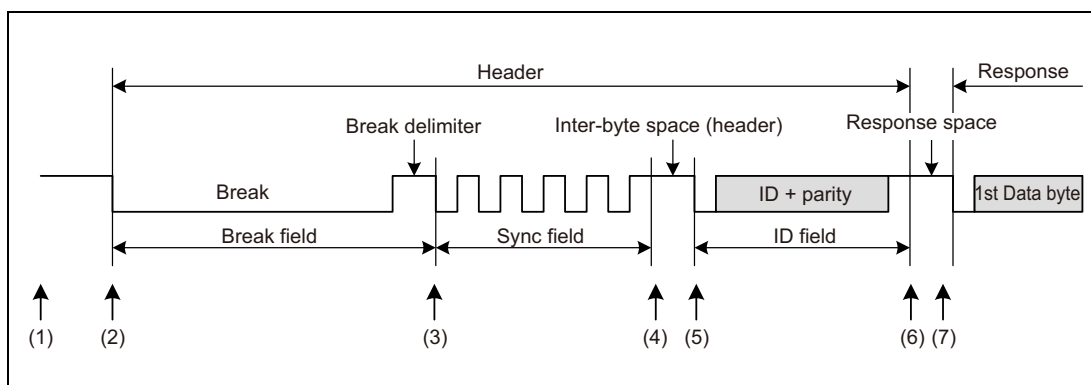 Header
Response
Break delimiter
Inter-byte space (header)
Response space
Break
ID + parity
1st Data byte
Break field
Sync field
ID field
(1)
(2)
(3)
(4)
(5)
(6)
(7)